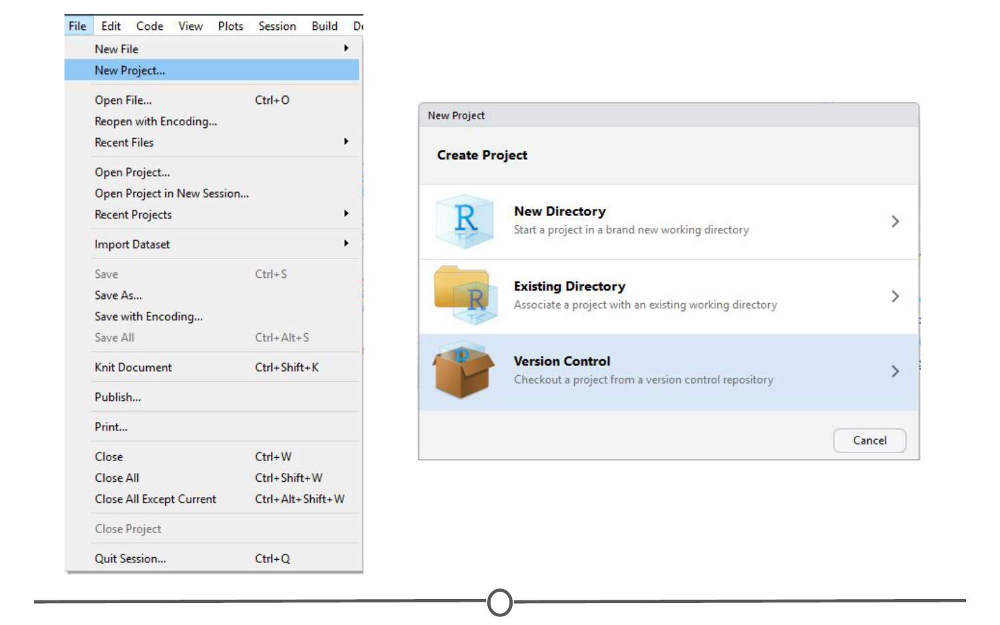 File Edit Code View Plots Session Build
New File
New Project...
Open File... Ctrl+O
Reopen with Encoding...
Recent Files
Open Project...
Open Project in New Session...
Recent Projects
Import Dataset
Save Ctrl+S
Save As...
Save with Encoding...
Save All Ctrl+Alt+S
Knit Document Ctrl+Shift+K
Publish...
Print...
Close Ctrl+W
Close All Ctrl+Shift+W
Close All Except Current Ctrl+Alt+Shift+W
Close Project
Quit Session... Ctrl+Q
New Project
Create Project
R
New Directory
Start a project in a brand new working directory
R
Existing Directory
Associate a project with an existing working directory
R
Version Control
Checkout a project from a version control repository
Cancel